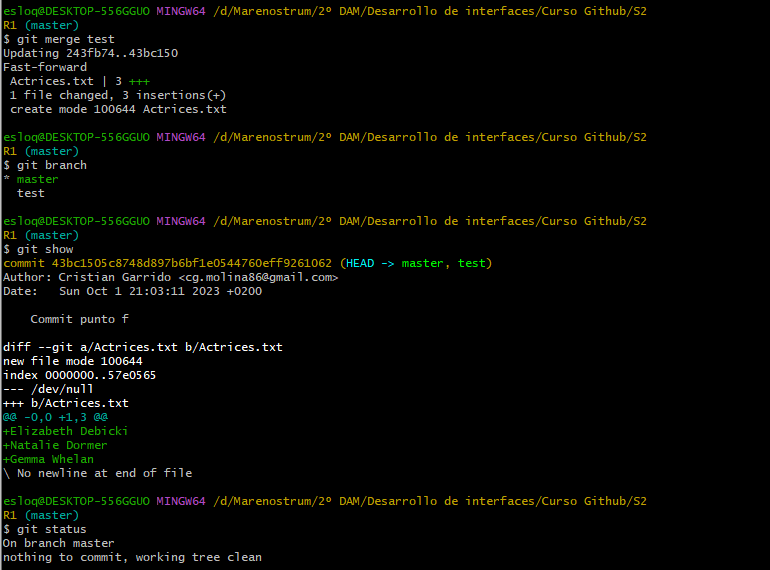 esloq@DESKTOP-556GGUO MINGW64 /d/Marenostrum/2º DAM/Desarrollo de interfaces/Curso Github/S2
R1 (master)
$ git merge test
Updating 243fb74..43bc150
Fast-forward
 Actrices.txt | 3 +++
 1 file changed, 3 insertions(+)
 create mode 100644 Actrices.txt

esloq@DESKTOP-556GGUO MINGW64 /d/Marenostrum/2º DAM/Desarrollo de interfaces/Curso Github/S2
R1 (master)
$ git branch
* master
  test

esloq@DESKTOP-556GGUO MINGW64 /d/Marenostrum/2º DAM/Desarrollo de interfaces/Curso Github/S2
R1 (master)
$ git show
commit 43bc1505c8748d897b6bf1e0544760eff9261062 (HEAD -> master, test)
Author: Cristian Garrido <cg.molina86@gmail.com>
Date:   Sun Oct 1 21:03:11 2023 +0200

    Commit punto f

diff --git a/Actrices.txt b/Actrices.txt
new file mode 100644
index 0000000..57e0565
--- /dev/null
+++ b/Actrices.txt
@@ -0,0 +1,3 @@
+Elizabeth Debicki
+Natalie Dormer
+Gemma Whelan
\ No newline at end of file

esloq@DESKTOP-556GGUO MINGW64 /d/Marenostrum/2º DAM/Desarrollo de interfaces/Curso Github/S2
R1 (master)
$ git status
On branch master
nothing to commit, working tree clean